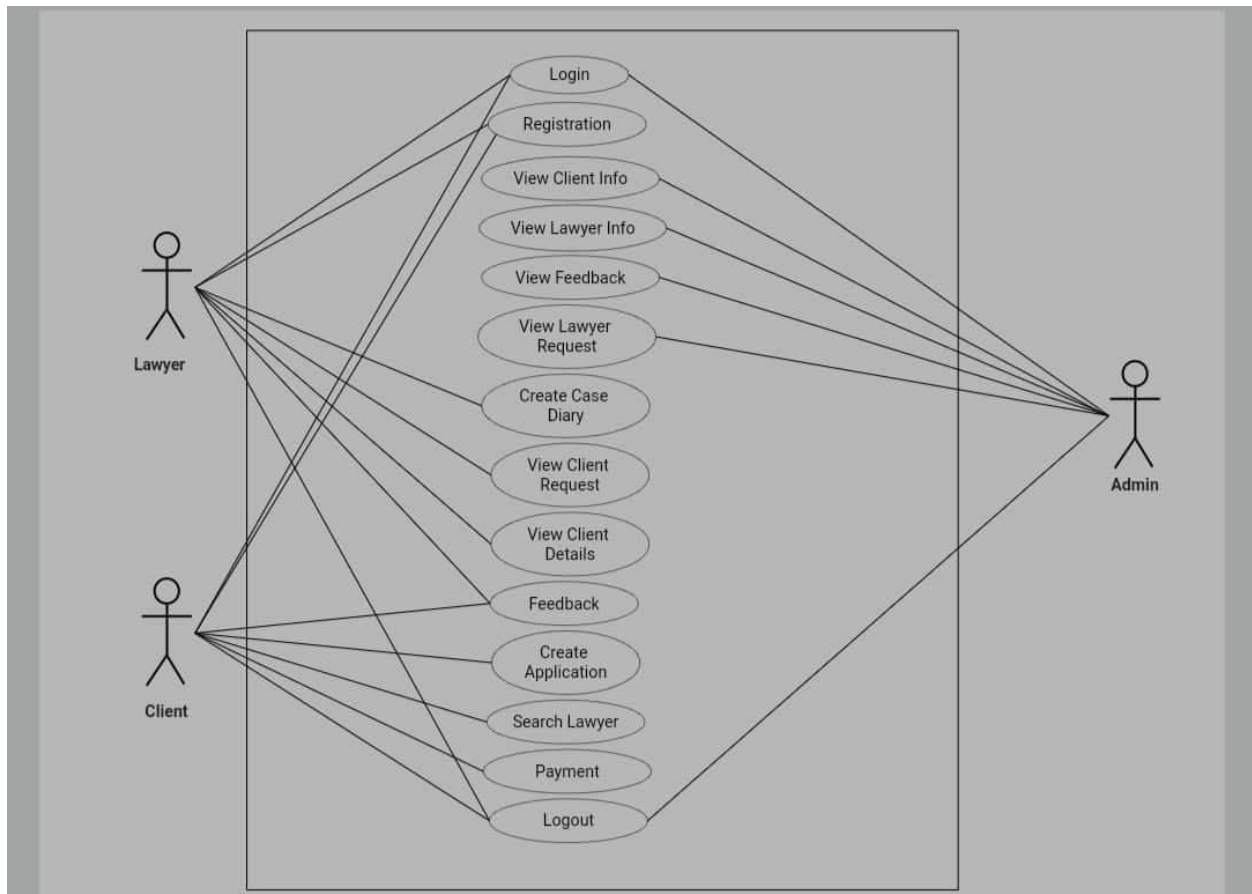 Login
Registration
View Client Info
View Lawyer Info
View Feedback
View Lawyer
Request
Lawyer
Create Case
Diary
View Client
Request
Admin
View Client
Details
Feedback
Create
Application
Client
Search Lawyer
Payment
Logout